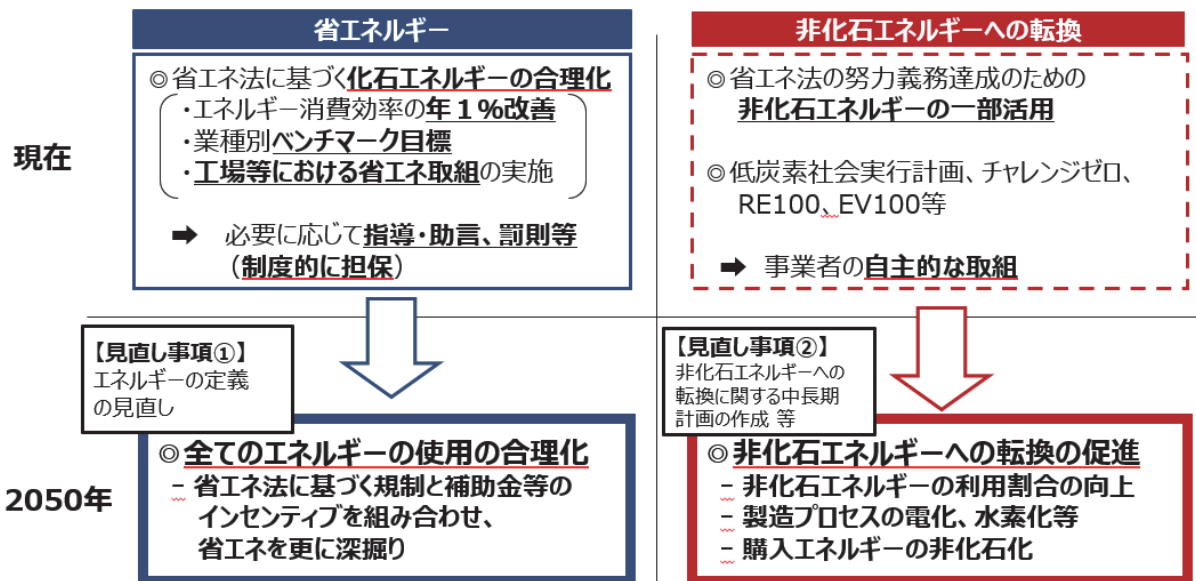 省エネルギー
現在
◎省エネ法に基づく化石エネルギーの合理化
・エネルギー消費効率の年１％改善
・業種別ベンチマーク目標
・工場等における省エネ取組の実施
➡ 必要に応じて指導・助言、罰則等
（制度的に担保）
非化石エネルギーへの転換
◎省エネ法の努力義務達成のための
非化石エネルギーの一部活用
◎低炭素社会実行計画、チャレンジゼロ、
RE100、EV100等
➡ 事業者の自主的な取組
【見直し事項①】
エネルギーの定義
の見直し
【見直し事項②】
非化石エネルギーへの
転換に関する中長期
計画の作成 等
2050年
◎全てのエネルギーの使用の合理化
− 省エネ法に基づく規制と補助金等の
インセンティブを組み合わせ、
省エネを更に深掘り
◎非化石エネルギーへの転換の促進
− 非化石エネルギーの利用割合の向上
− 製造プロセスの電化、水素化等
− 購入エネルギーの非化石化